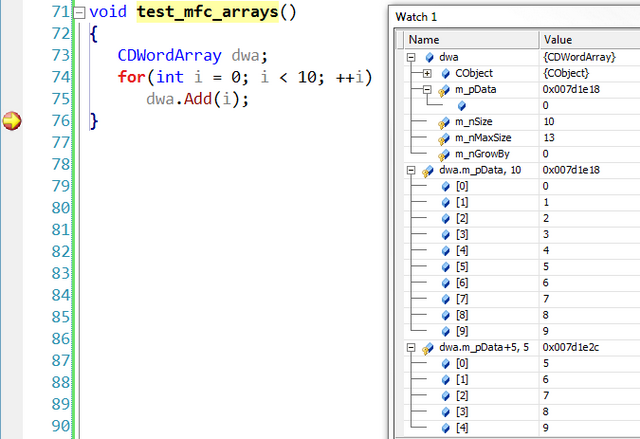 71 void test_mfc_arrays()
72 {
73 CDWordArray dwa;
74 for(int i = 0; i < 10; ++i)
75 dwa.Add(i);
76 }
77
78
79
80
81
82
83
84
85
86
87
88
89
90
Watch 1
Name Value
dwa {CDWordArray}
CObject {CObject}
m_pData 0x007d1e18
0
m_nSize 10
m_nMaxSize 13
m_nGrowBy 0
dwa.m_pData, 10 0x007d1e18
[0] 0
[1] 1
[2] 2
[3] 3
[4] 4
[5] 5
[6] 6
[7] 7
[8] 8
[9] 9
dwa.m_pData+5, 5 0x007d1e2c
[0] 5
[1] 6
[2] 7
[3] 8
[4] 9